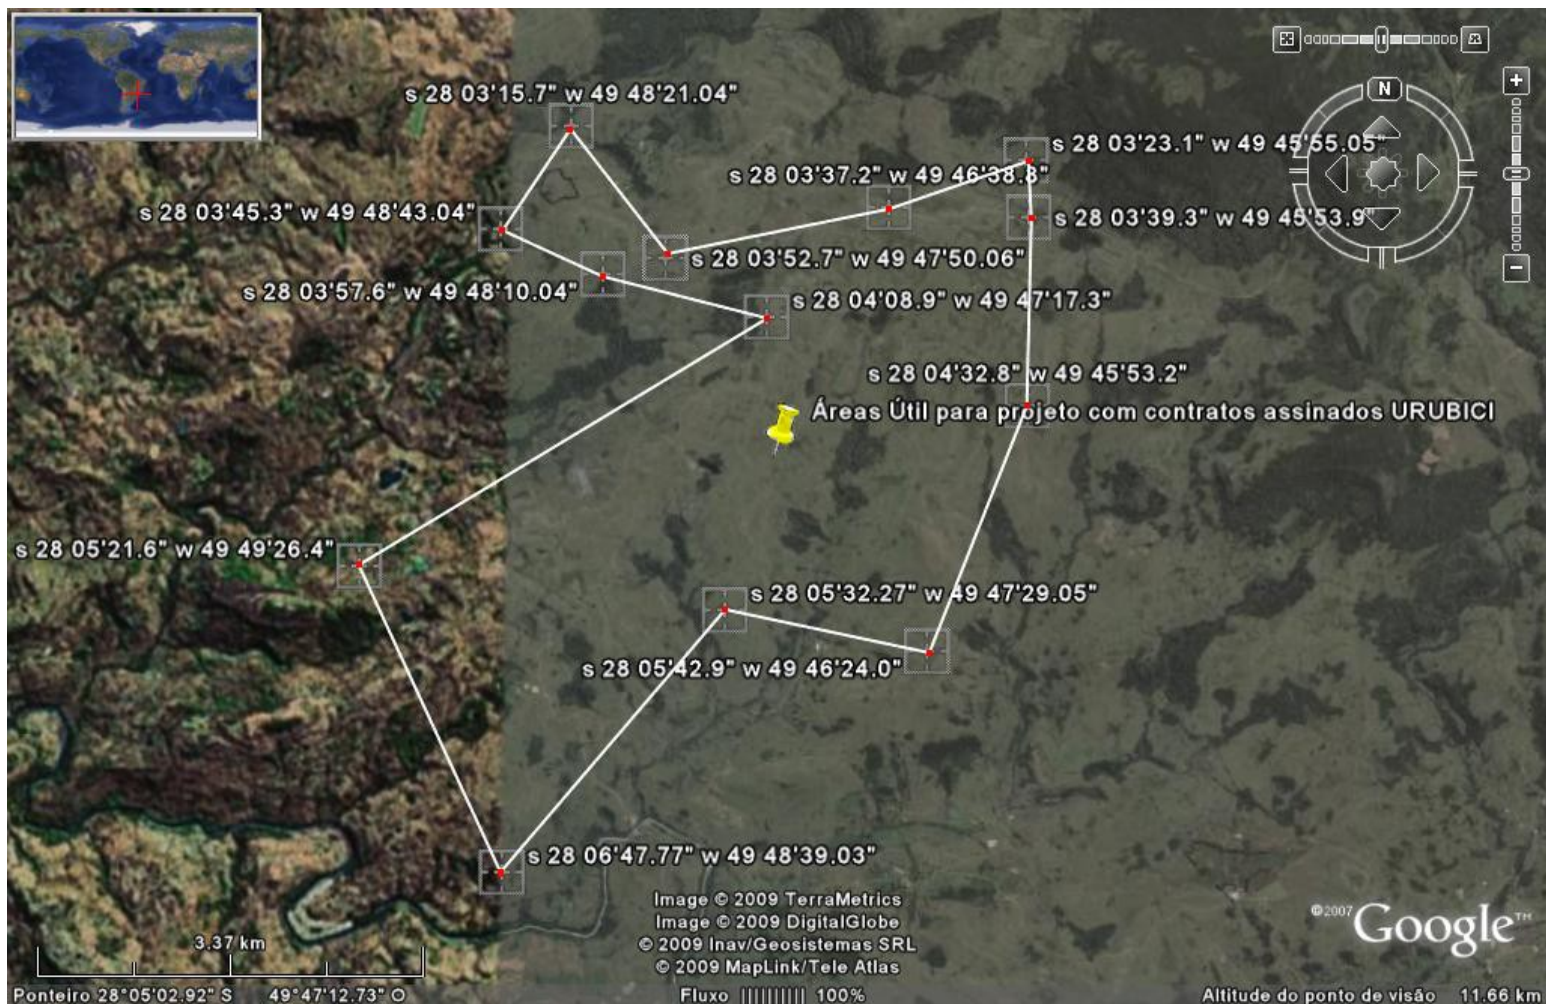 s 28 03'15.7" w 49 48'21.04"
N
s 28 03'23.1" w 49 45'55.05"
s 28 03'37.2" w 49 46'38.8"
s 28 03'45.3" w 49 48'43.04"
s 28 03'39.3" w 49 45'53.9"
s 28 03'52.7" w 49 47'50.06"
s 28 03'57.6" w 49 48'10.04"
s 28 04'08.9" w 49 47'17.3"
s 28 04'32.8" w 49 45'53.2"
Áreas Útil para projeto com contratos assinados URUBICI
s 28 05'21.6" w 49 49'26.4"
s 28 05'32.27" w 49 47'29.05"
s 28 05'42.9" w 49 46'24.0"
s 28 06'47.77" w 49 48'39.03"
Image © 2009 TerraMetrics
Image © 2009 DigitalGlobe
© 2009 Inav/Geosistemas SRL
© 2009 MapLink/Tele Atlas
©2007 Google™
3.37 km
Ponteiro 28°05'02.92" S 49°47'12.73" O Fluxo |||||||||| 100% Altitude do ponto de visão 11.66 km